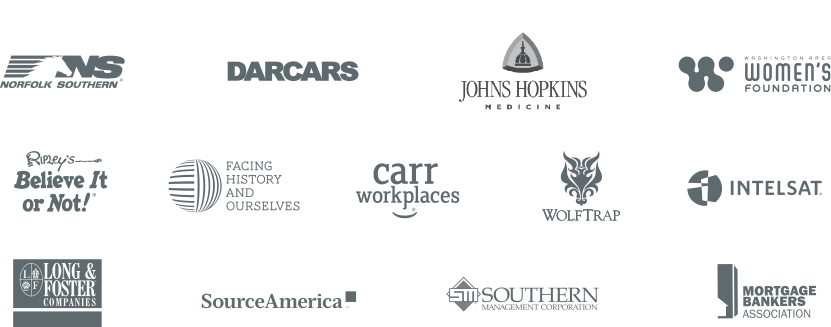 NS
NORFOLK SOUTHERN®
DARCARS
JOHNS HOPKINS
MEDICINE
WASHINGTON AREA
WOMEN'S
FOUNDATION
Ripley's
Believe It
or Not!®
FACING
HISTORY
AND
OURSELVES
carr
workplaces
WOLFTRAP
INTELSAT
L F
LONG &
FOSTER
COMPANIES
SourceAmerica
SM SOUTHERN
MANAGEMENT CORPORATION
MORTGAGE
BANKERS
ASSOCIATION